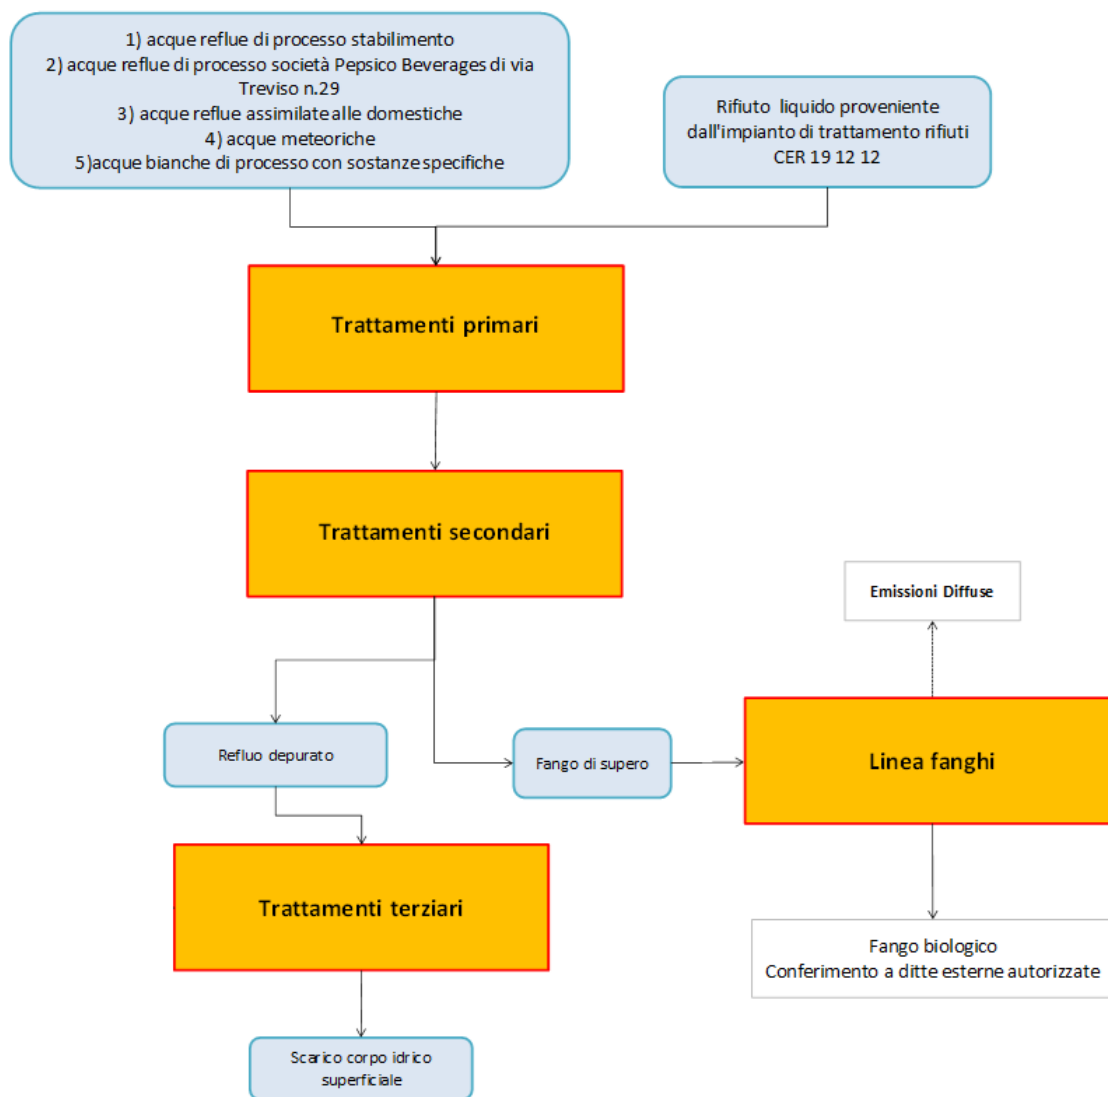 1) acque reflue di processo stabilimento
2) acque reflue di processo società Pepsico Beverages di via
Treviso n.29
3) acque reflue assimilate alle domestiche
4) acque meteoriche
5)acque bianche di processo con sostanze specifiche
Rifiuto liquido proveniente
dall'impianto di trattamento rifiuti
CER 19 12 12
Trattamenti primari
Trattamenti secondari
Emissioni Diffuse
Refluo depurato
Fango di supero
Linea fanghi
Trattamenti terziari
Fango biologico
Conferimento a ditte esterne autorizzate
Scarico corpo idrico
superficiale